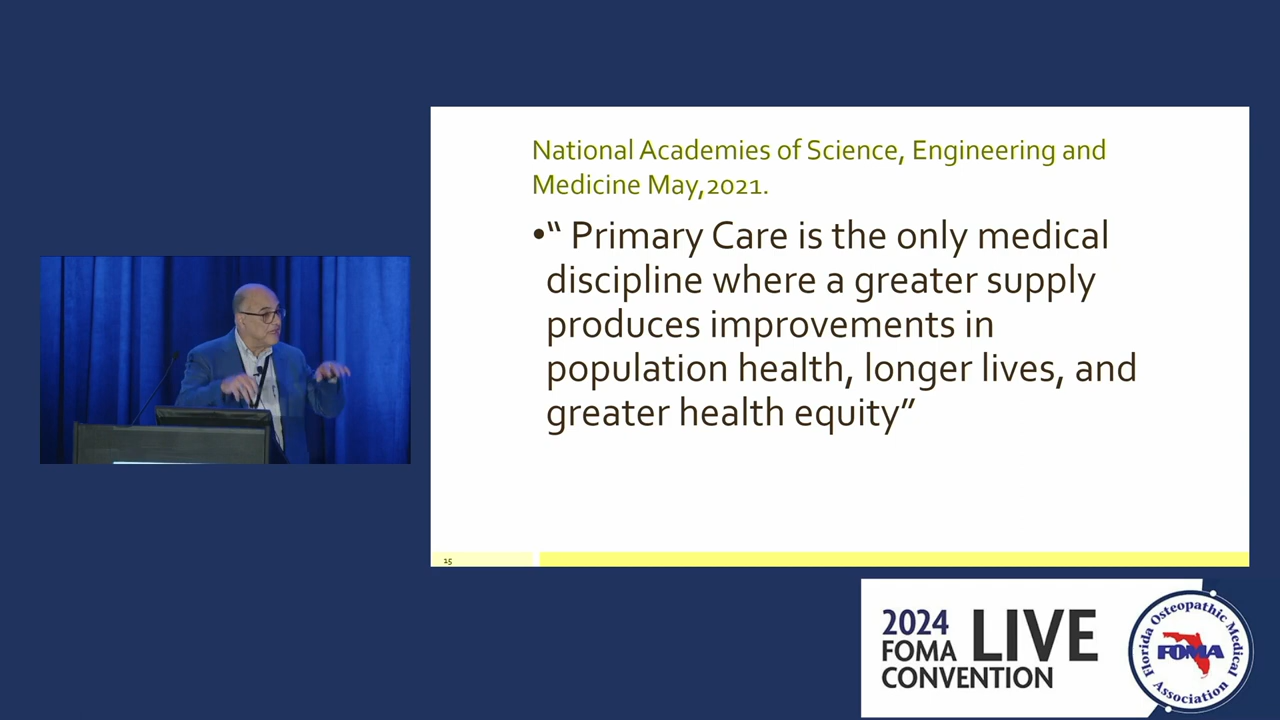 National Academies of Science, Engineering and
Medicine May,2021.
•“ Primary Care is the only medical
discipline where a greater supply
produces improvements in
population health, longer lives, and
greater health equity”
15
2024
FOMA
CONVENTION
LIVE
Florida Osteopathic Medical
Association
FOMA